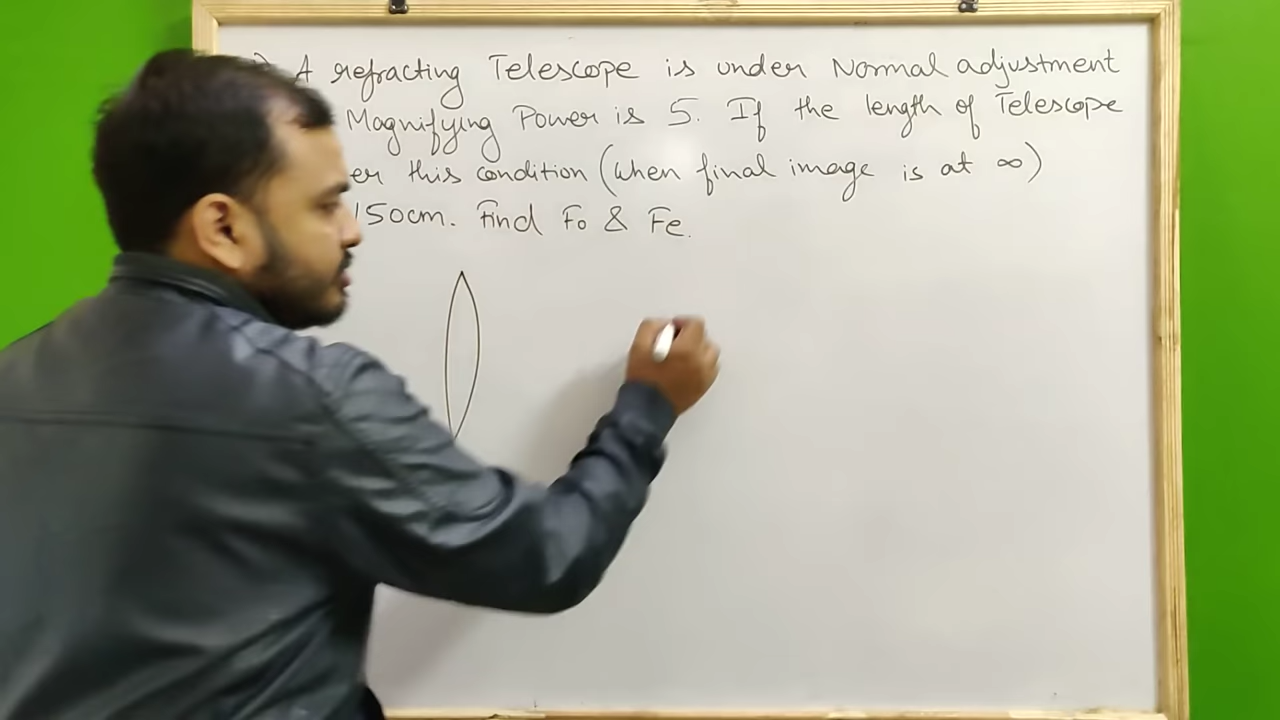 A refracting Telescope is under Normal adjustment
Magnifying Power is 5. If the length of Telescope
er this condition (when final image is at ∞)
150cm. Find Fo & Fe.